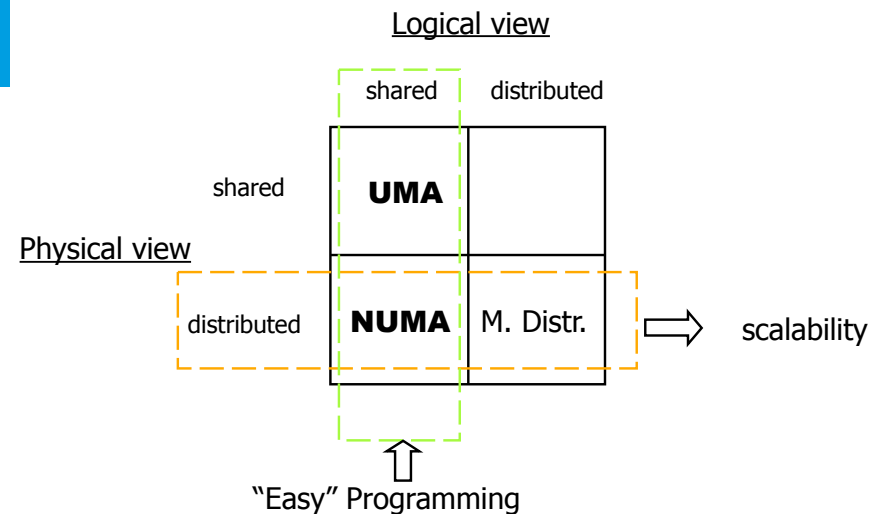 Logical view
shared distributed
shared UMA
Physical view
distributed NUMA M. Distr. scalability
“Easy” Programming